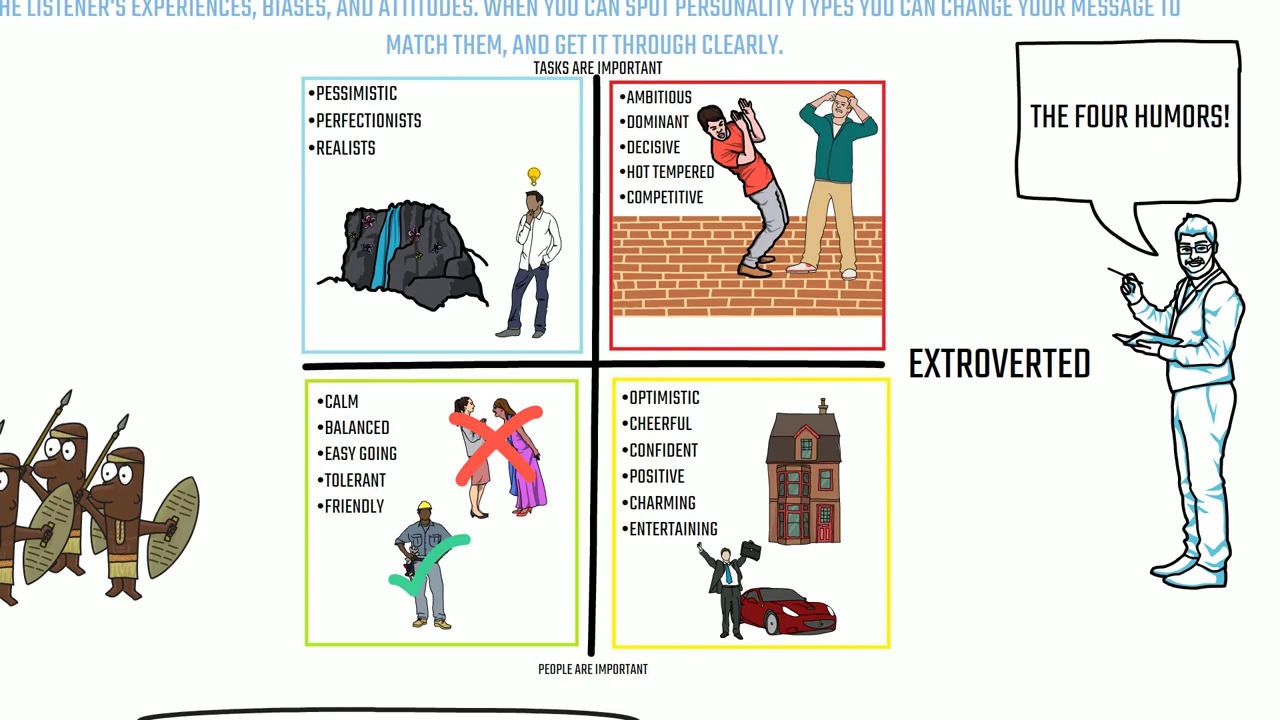 HE LISTENER'S EXPERIENCES, BIASES, AND ATTITUDES. WHEN YOU CAN SPOT PERSONALITY TYPES YOU CAN CHANGE YOUR MESSAGE TO
MATCH THEM, AND GET IT THROUGH CLEARLY.
TASKS ARE IMPORTANT
•PESSIMISTIC
•PERFECTIONISTS
•REALISTS
•AMBITIOUS
•DOMINANT
•DECISIVE
•HOT TEMPERED
•COMPETITIVE
THE FOUR HUMORS!
EXTROVERTED
•CALM
•BALANCED
•EASY GOING
•TOLERANT
•FRIENDLY
•OPTIMISTIC
•CHEERFUL
•CONFIDENT
•POSITIVE
•CHARMING
•ENTERTAINING
PEOPLE ARE IMPORTANT